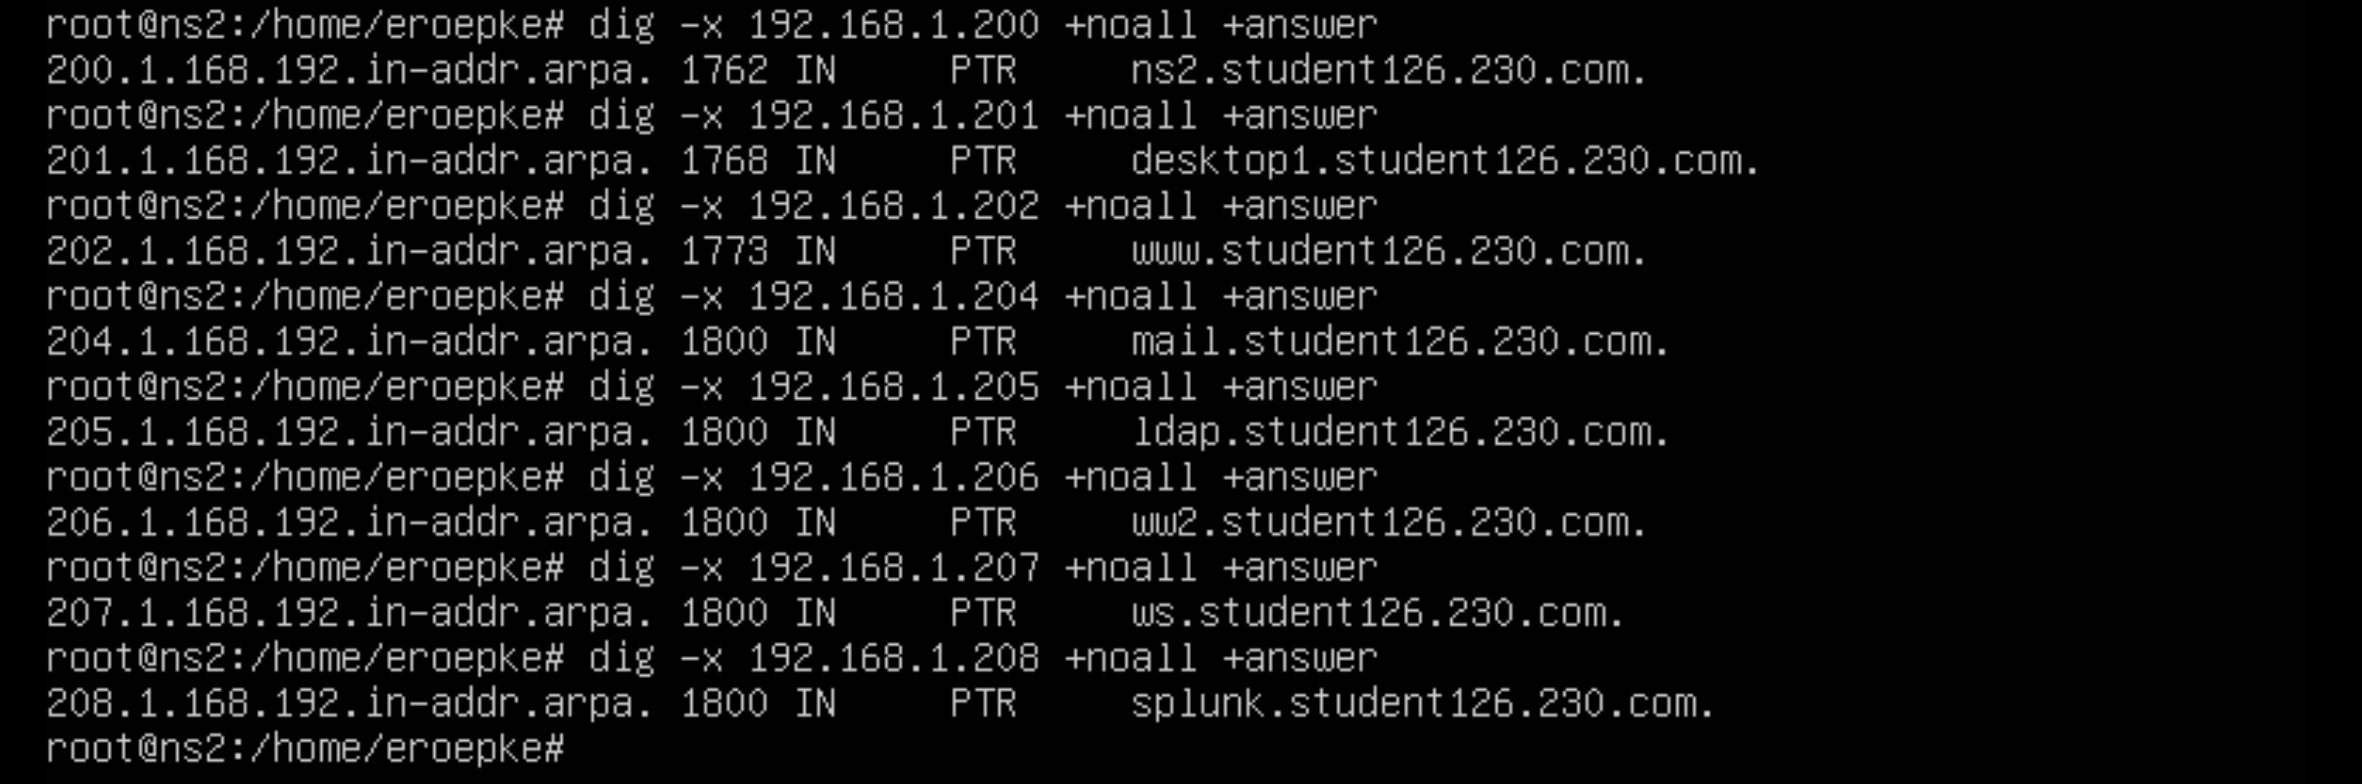 root@ns2:/home/eroepke# dig -x 192.168.1.200 +noall +answer
200.1.168.192.in-addr.arpa. 1762 IN     PTR     ns2.student126.230.com.
root@ns2:/home/eroepke# dig -x 192.168.1.201 +noall +answer
201.1.168.192.in-addr.arpa. 1768 IN     PTR     desktop1.student126.230.com.
root@ns2:/home/eroepke# dig -x 192.168.1.202 +noall +answer
202.1.168.192.in-addr.arpa. 1773 IN     PTR     www.student126.230.com.
root@ns2:/home/eroepke# dig -x 192.168.1.204 +noall +answer
204.1.168.192.in-addr.arpa. 1800 IN     PTR     mail.student126.230.com.
root@ns2:/home/eroepke# dig -x 192.168.1.205 +noall +answer
205.1.168.192.in-addr.arpa. 1800 IN     PTR     ldap.student126.230.com.
root@ns2:/home/eroepke# dig -x 192.168.1.206 +noall +answer
206.1.168.192.in-addr.arpa. 1800 IN     PTR     ww2.student126.230.com.
root@ns2:/home/eroepke# dig -x 192.168.1.207 +noall +answer
207.1.168.192.in-addr.arpa. 1800 IN     PTR     ws.student126.230.com.
root@ns2:/home/eroepke# dig -x 192.168.1.208 +noall +answer
208.1.168.192.in-addr.arpa. 1800 IN     PTR     splunk.student126.230.com.
root@ns2:/home/eroepke#